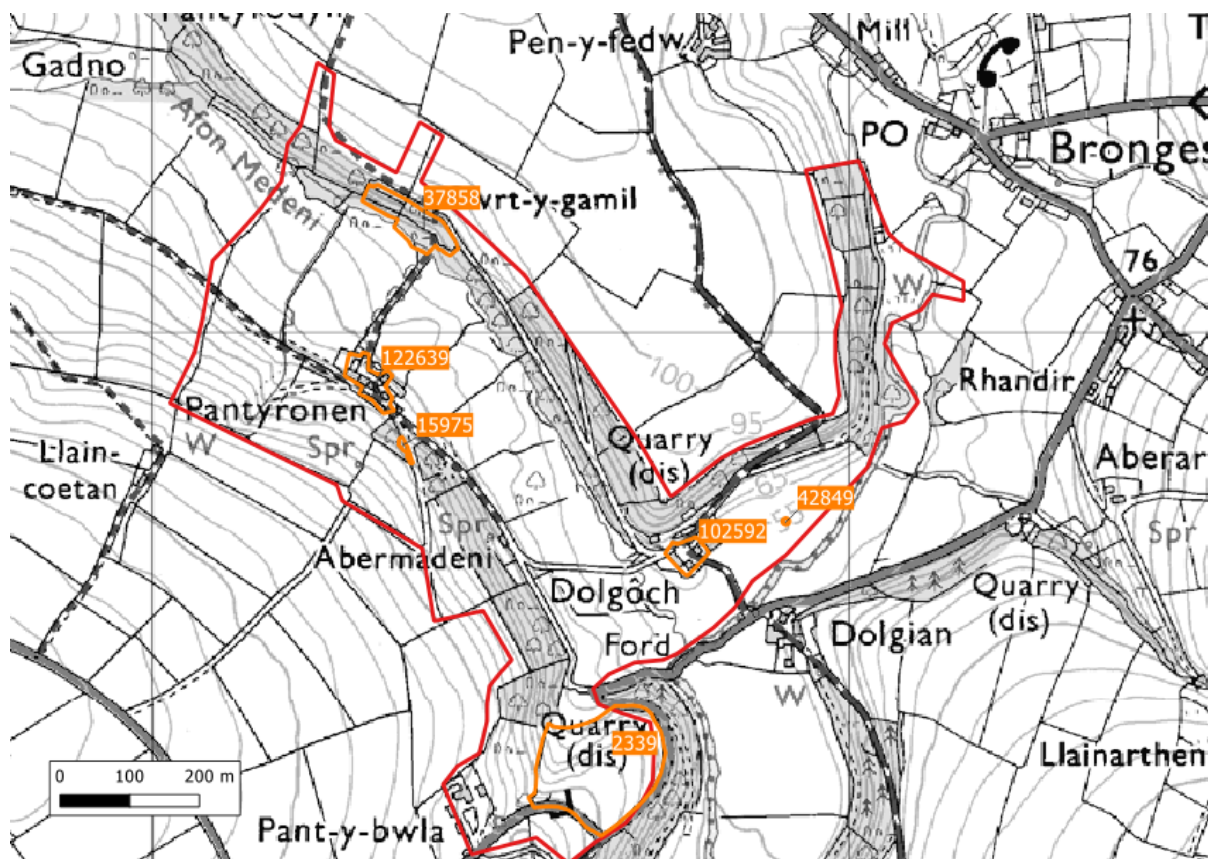 Pen-y-fedw
Mill
Gadno
PO
Afon Medeni
Bronges
37858
wrt-y-gamil
W
76
122639
100
Rhandir
Pantyronen
15975
95
W
Spr
Quarry
(dis)
Llain-
coetan
65
Aberar
42849
55
102592
Spr
Spr
Abermadeni
Dolgoch
Quarry
(dis)
Ford
Dolgian
W
Quarry
(dis)
2339
Llainarthen
0 100 200 m
Pant-y-bwla